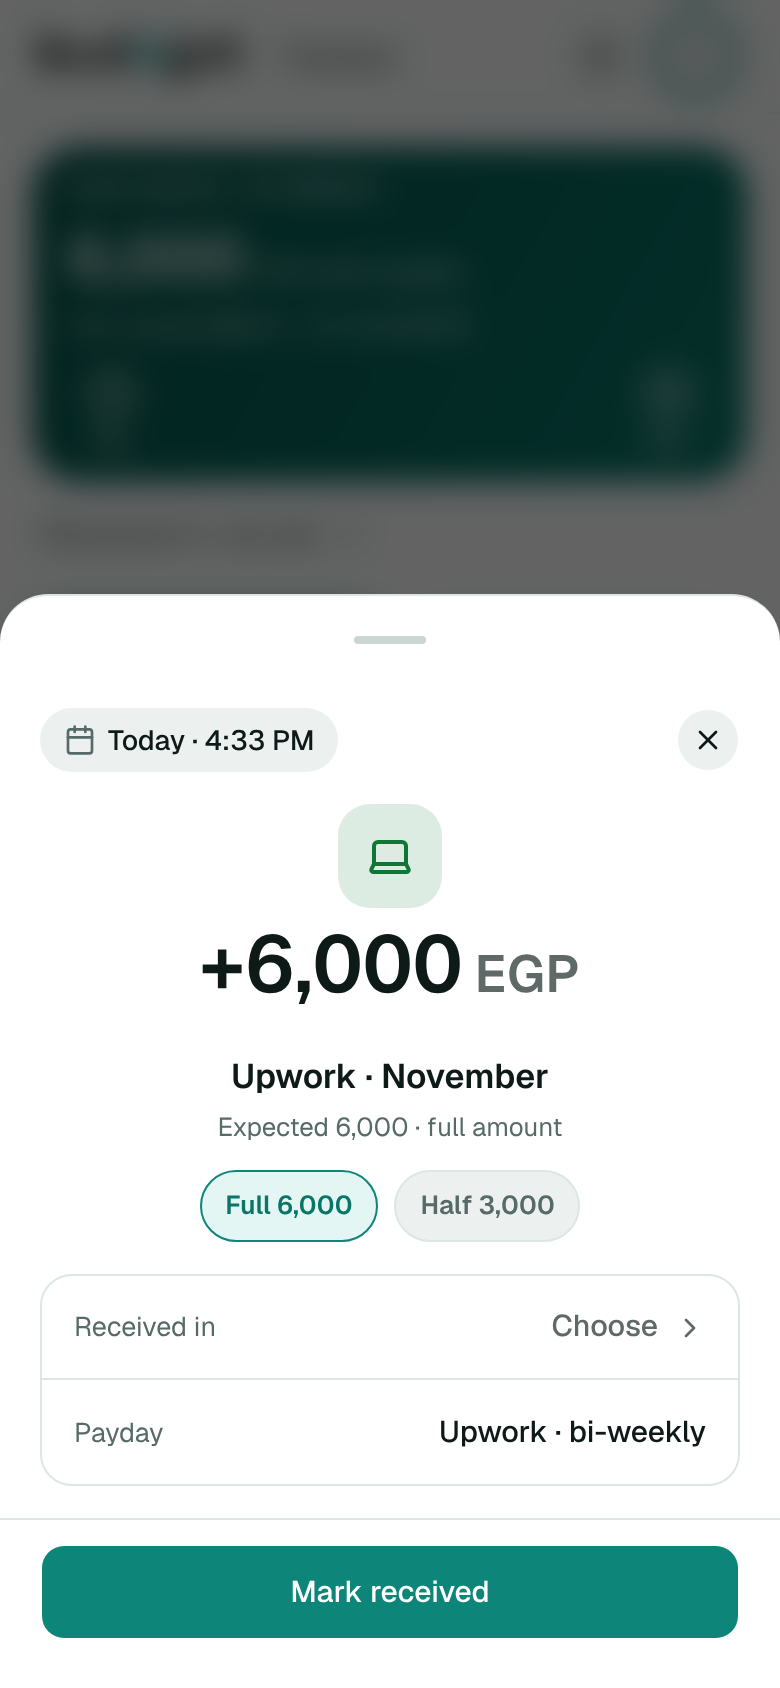 Today · 4:33 PM
+6,000 EGP
Upwork · November
Expected 6,000 · full amount
Full 6,000
Half 3,000
Received in
Choose
Payday
Upwork · bi-weekly
Mark received